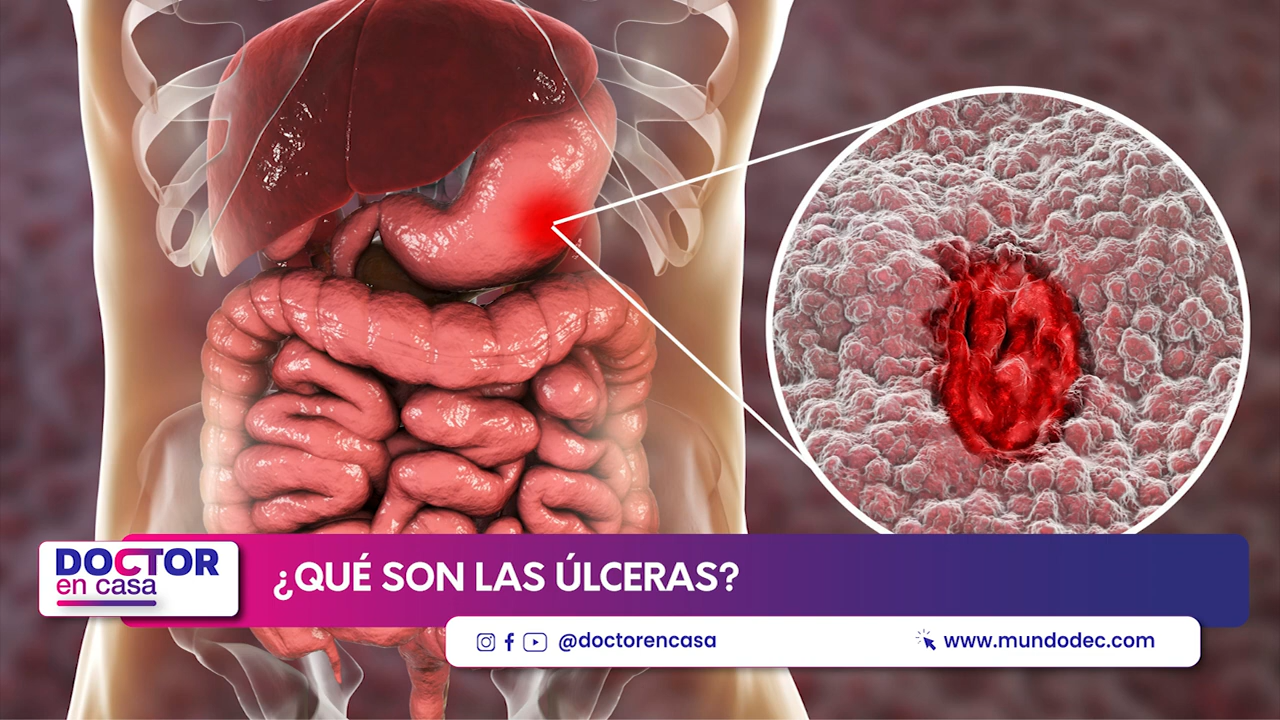 DOCTOR
en casa
¿QUÉ SON LAS ÚLCERAS?
@doctorencasa
www.mundodec.com